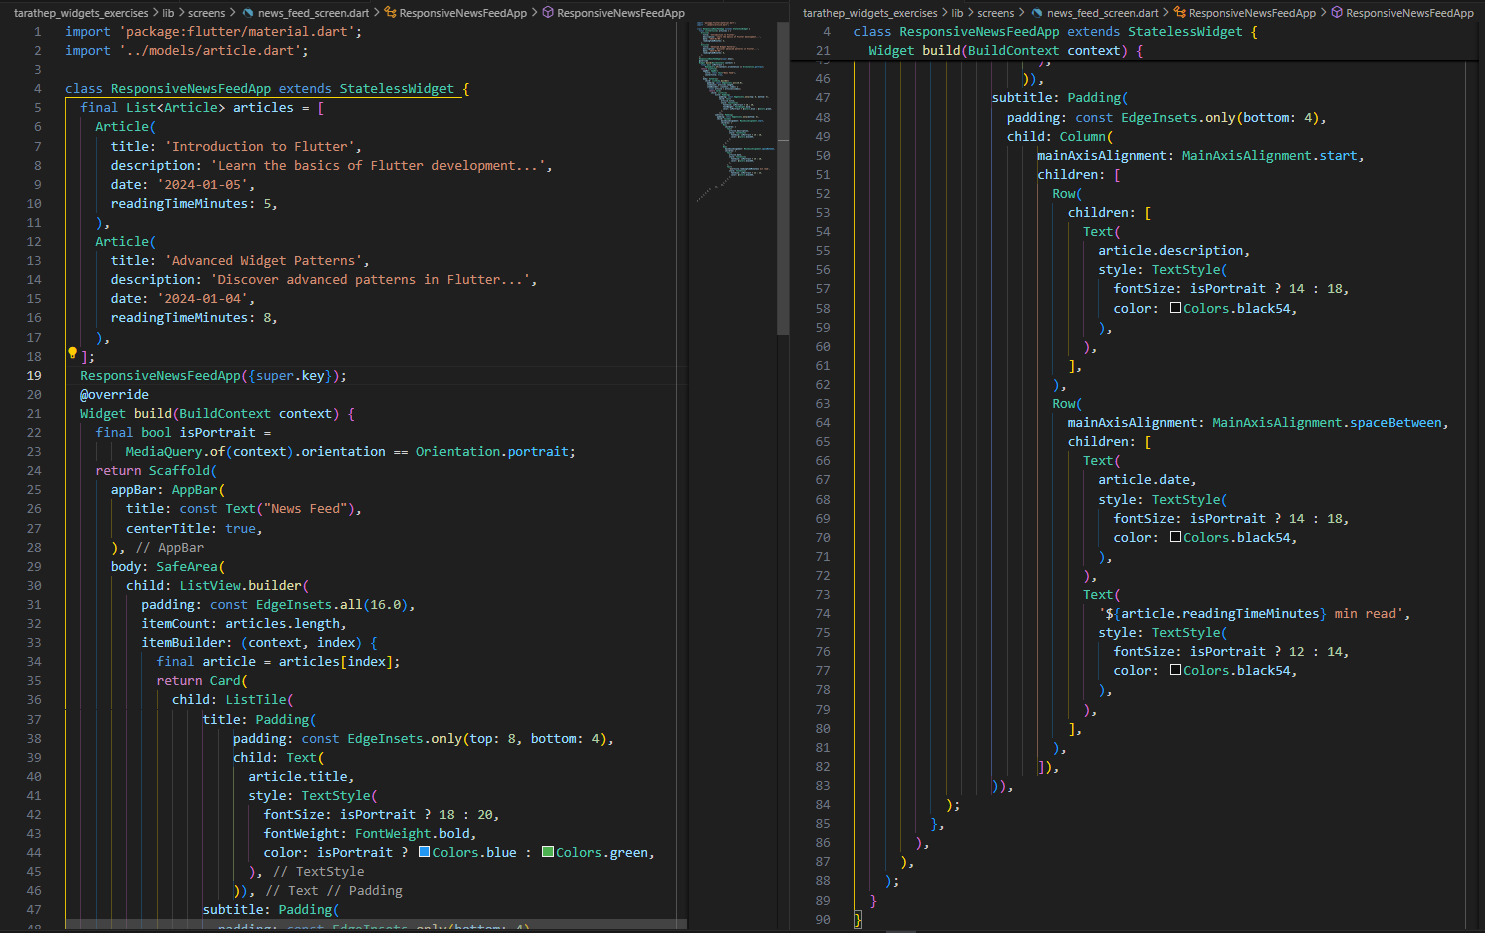 tarathep_widgets_exercises > lib > screens > news_feed_screen.dart > ResponsiveNewsFeedApp > ResponsiveNewsFeedApp
1 import 'package:flutter/material.dart';
2 import '../models/article.dart';
3
4 class ResponsiveNewsFeedApp extends StatelessWidget {
5 final List<Article> articles = [
6 Article(
7 title: 'Introduction to Flutter',
8 description: 'Learn the basics of Flutter development...',
9 date: '2024-01-05',
10 readingTimeMinutes: 5,
11 ),
12 Article(
13 title: 'Advanced Widget Patterns',
14 description: 'Discover advanced patterns in Flutter...',
15 date: '2024-01-04',
16 readingTimeMinutes: 8,
17 ),
18 ];
19 ResponsiveNewsFeedApp({super.key});
20 @override
21 Widget build(BuildContext context) {
22 final bool isPortrait =
23 MediaQuery.of(context).orientation == Orientation.portrait;
24 return Scaffold(
25 appBar: AppBar(
26 title: const Text("News Feed"),
27 centerTitle: true,
28 ), // AppBar
29 body: SafeArea(
30 child: ListView.builder(
31 padding: const EdgeInsets.all(16.0),
32 itemCount: articles.length,
33 itemBuilder: (context, index) {
34 final article = articles[index];
35 return Card(
36 child: ListTile(
37 title: Padding(
38 padding: const EdgeInsets.only(top: 8, bottom: 4),
39 child: Text(
40 article.title,
41 style: TextStyle(
42 fontSize: isPortrait ? 18 : 20,
43 fontWeight: FontWeight.bold,
44 color: isPortrait ? Colors.blue : Colors.green,
45 ), // TextStyle
46 )), // Text // Padding
47 subtitle: Padding(
48 padding: const EdgeInsets.only(bottom: 4),
tarathep_widgets_exercises > lib > screens > news_feed_screen.dart > ResponsiveNewsFeedApp > ResponsiveNewsFeedApp
4 class ResponsiveNewsFeedApp extends StatelessWidget {
21 Widget build(BuildContext context) {
45 ),
46 )),
47 subtitle: Padding(
48 padding: const EdgeInsets.only(bottom: 4),
49 child: Column(
50 mainAxisAlignment: MainAxisAlignment.start,
51 children: [
52 Row(
53 children: [
54 Text(
55 article.description,
56 style: TextStyle(
57 fontSize: isPortrait ? 14 : 18,
58 color: Colors.black54,
59 ),
60 ),
61 ],
62 ),
63 Row(
64 mainAxisAlignment: MainAxisAlignment.spaceBetween,
65 children: [
66 Text(
67 article.date,
68 style: TextStyle(
69 fontSize: isPortrait ? 14 : 18,
70 color: Colors.black54,
71 ),
72 ),
73 Text(
74 '${article.readingTimeMinutes} min read',
75 style: TextStyle(
76 fontSize: isPortrait ? 12 : 14,
77 color: Colors.black54,
78 ),
79 ),
80 ],
81 ),
82 ]),
83 )),
84 );
85 },
86 ),
87 ),
88 );
89 }
90 }